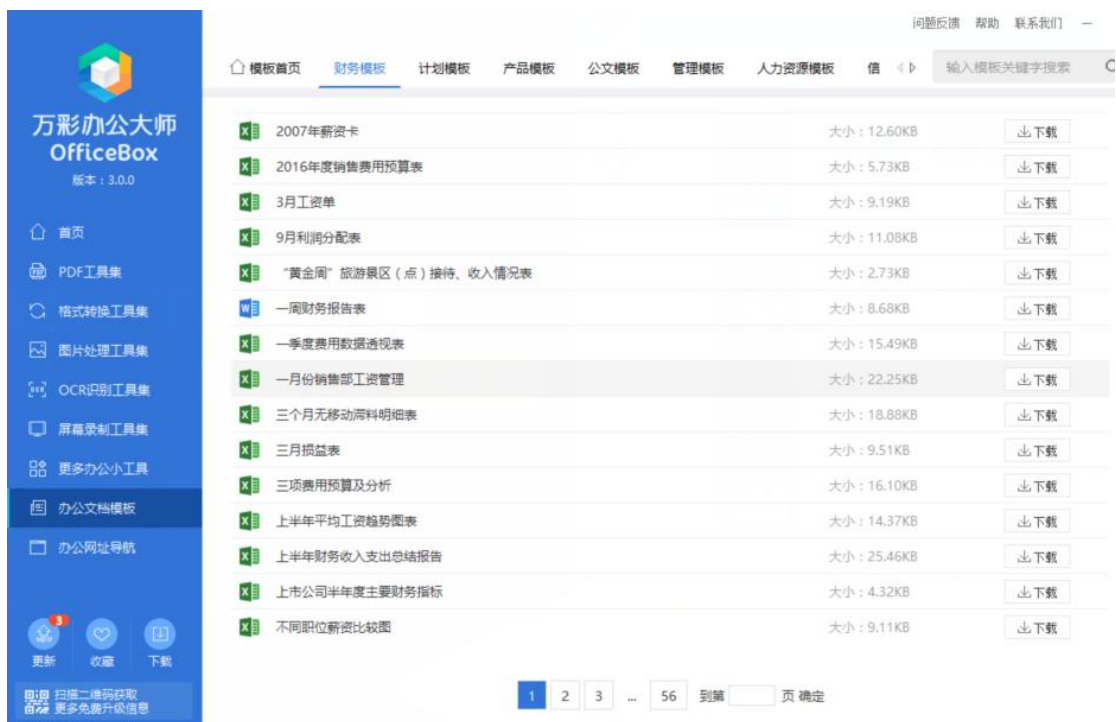 问题反馈 帮助 联系我们
模板首页 财务模板 计划模板 产品模板 公文模板 管理模板 人力资源模板 信 输入模板关键字搜索
万彩办公大师
OfficeBox
版本：3.0.0
首页
PDF工具集
格式转换工具集
图片处理工具集
OCR识别工具集
屏幕录制工具集
更多办公小工具
办公文档模板
办公网址导航
3
更新 收藏 下载
扫描二维码获取
更多免费升级信息
2007年薪资卡 大小：12.60KB 下载
2016年度销售费用预算表 大小：5.73KB 下载
3月工资单 大小：9.19KB 下载
9月利润分配表 大小：11.08KB 下载
“黄金周”旅游景区（点）接待、收入情况表 大小：2.73KB 下载
一周财务报告表 大小：8.68KB 下载
一季度费用数据透视表 大小：15.49KB 下载
一月份销售部工资管理 大小：22.25KB 下载
三个月无移动滞料明细表 大小：18.88KB 下载
三月损益表 大小：9.51KB 下载
三项费用预算及分析 大小：16.10KB 下载
上半年平均工资趋势图表 大小：14.37KB 下载
上半年财务收入支出总结报告 大小：25.46KB 下载
上市公司半年度主要财务指标 大小：4.32KB 下载
不同职位薪资比较图 大小：9.11KB 下载
1 2 3 ... 56 到第 页 确定